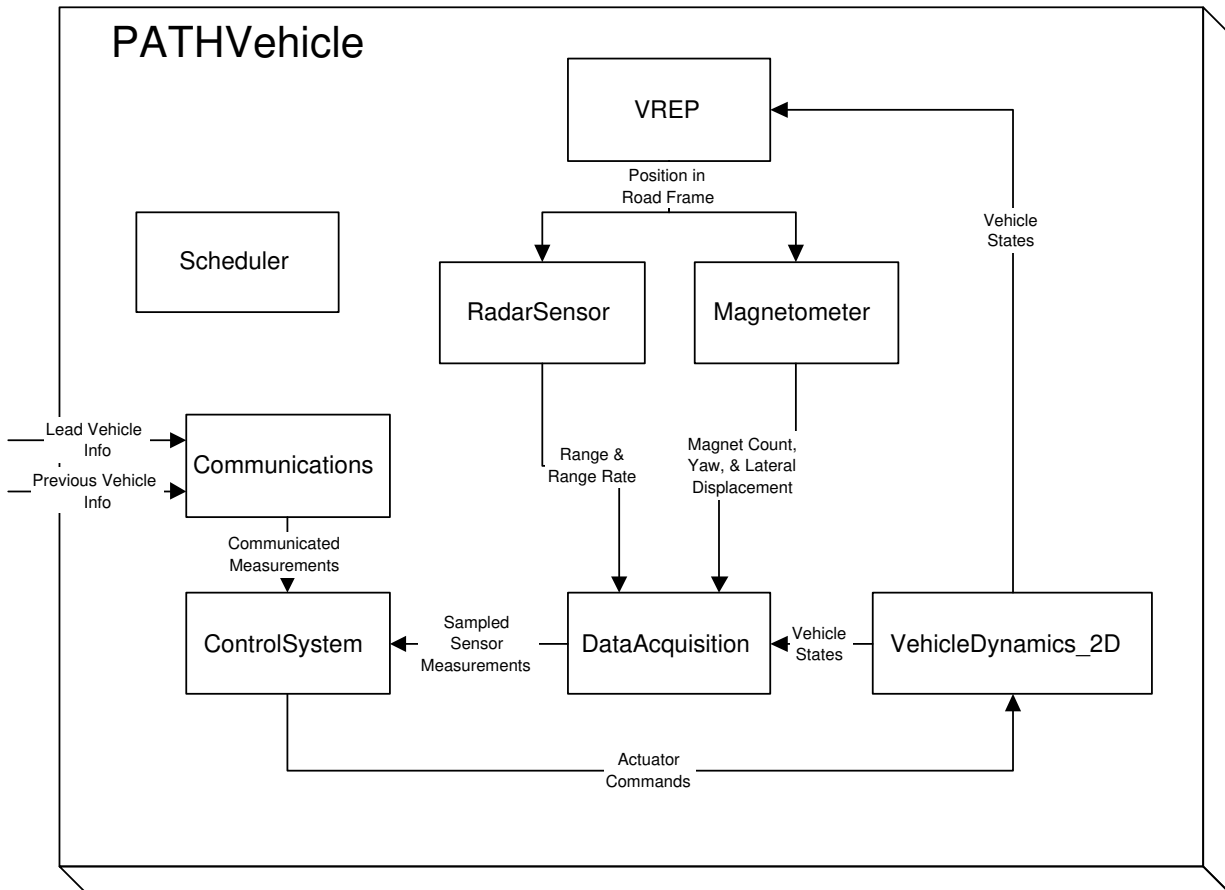 PATHVehicle
VREP
Position in
Road Frame
Vehicle
States
Scheduler
RadarSensor
Magnetometer
Lead Vehicle
Info
Previous Vehicle
Info
Communications
Range &
Range Rate
Magnet Count,
Yaw, & Lateral
Displacement
Communicated
Measurements
ControlSystem
Sampled
Sensor
Measurements
DataAcquisition
Vehicle
States
VehicleDynamics_2D
Actuator
Commands